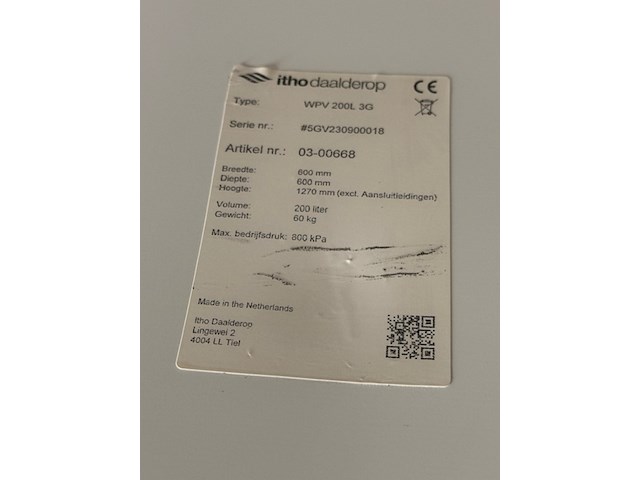 itho daalderop CE
Type: WPV 200L 3G
Serie nr.: #5GV230900018
Artikel nr.: 03-00668
Breedte: 600 mm
Diepte: 600 mm
Hoogte: 1270 mm (excl. Aansluitleidingen)
Volume: 200 liter
Gewicht: 60 kg
Max. bedrijfsdruk: 800 kPa
Made in the Netherlands
Itho Daalderop
Lingewei 2
4004 LL Tiel